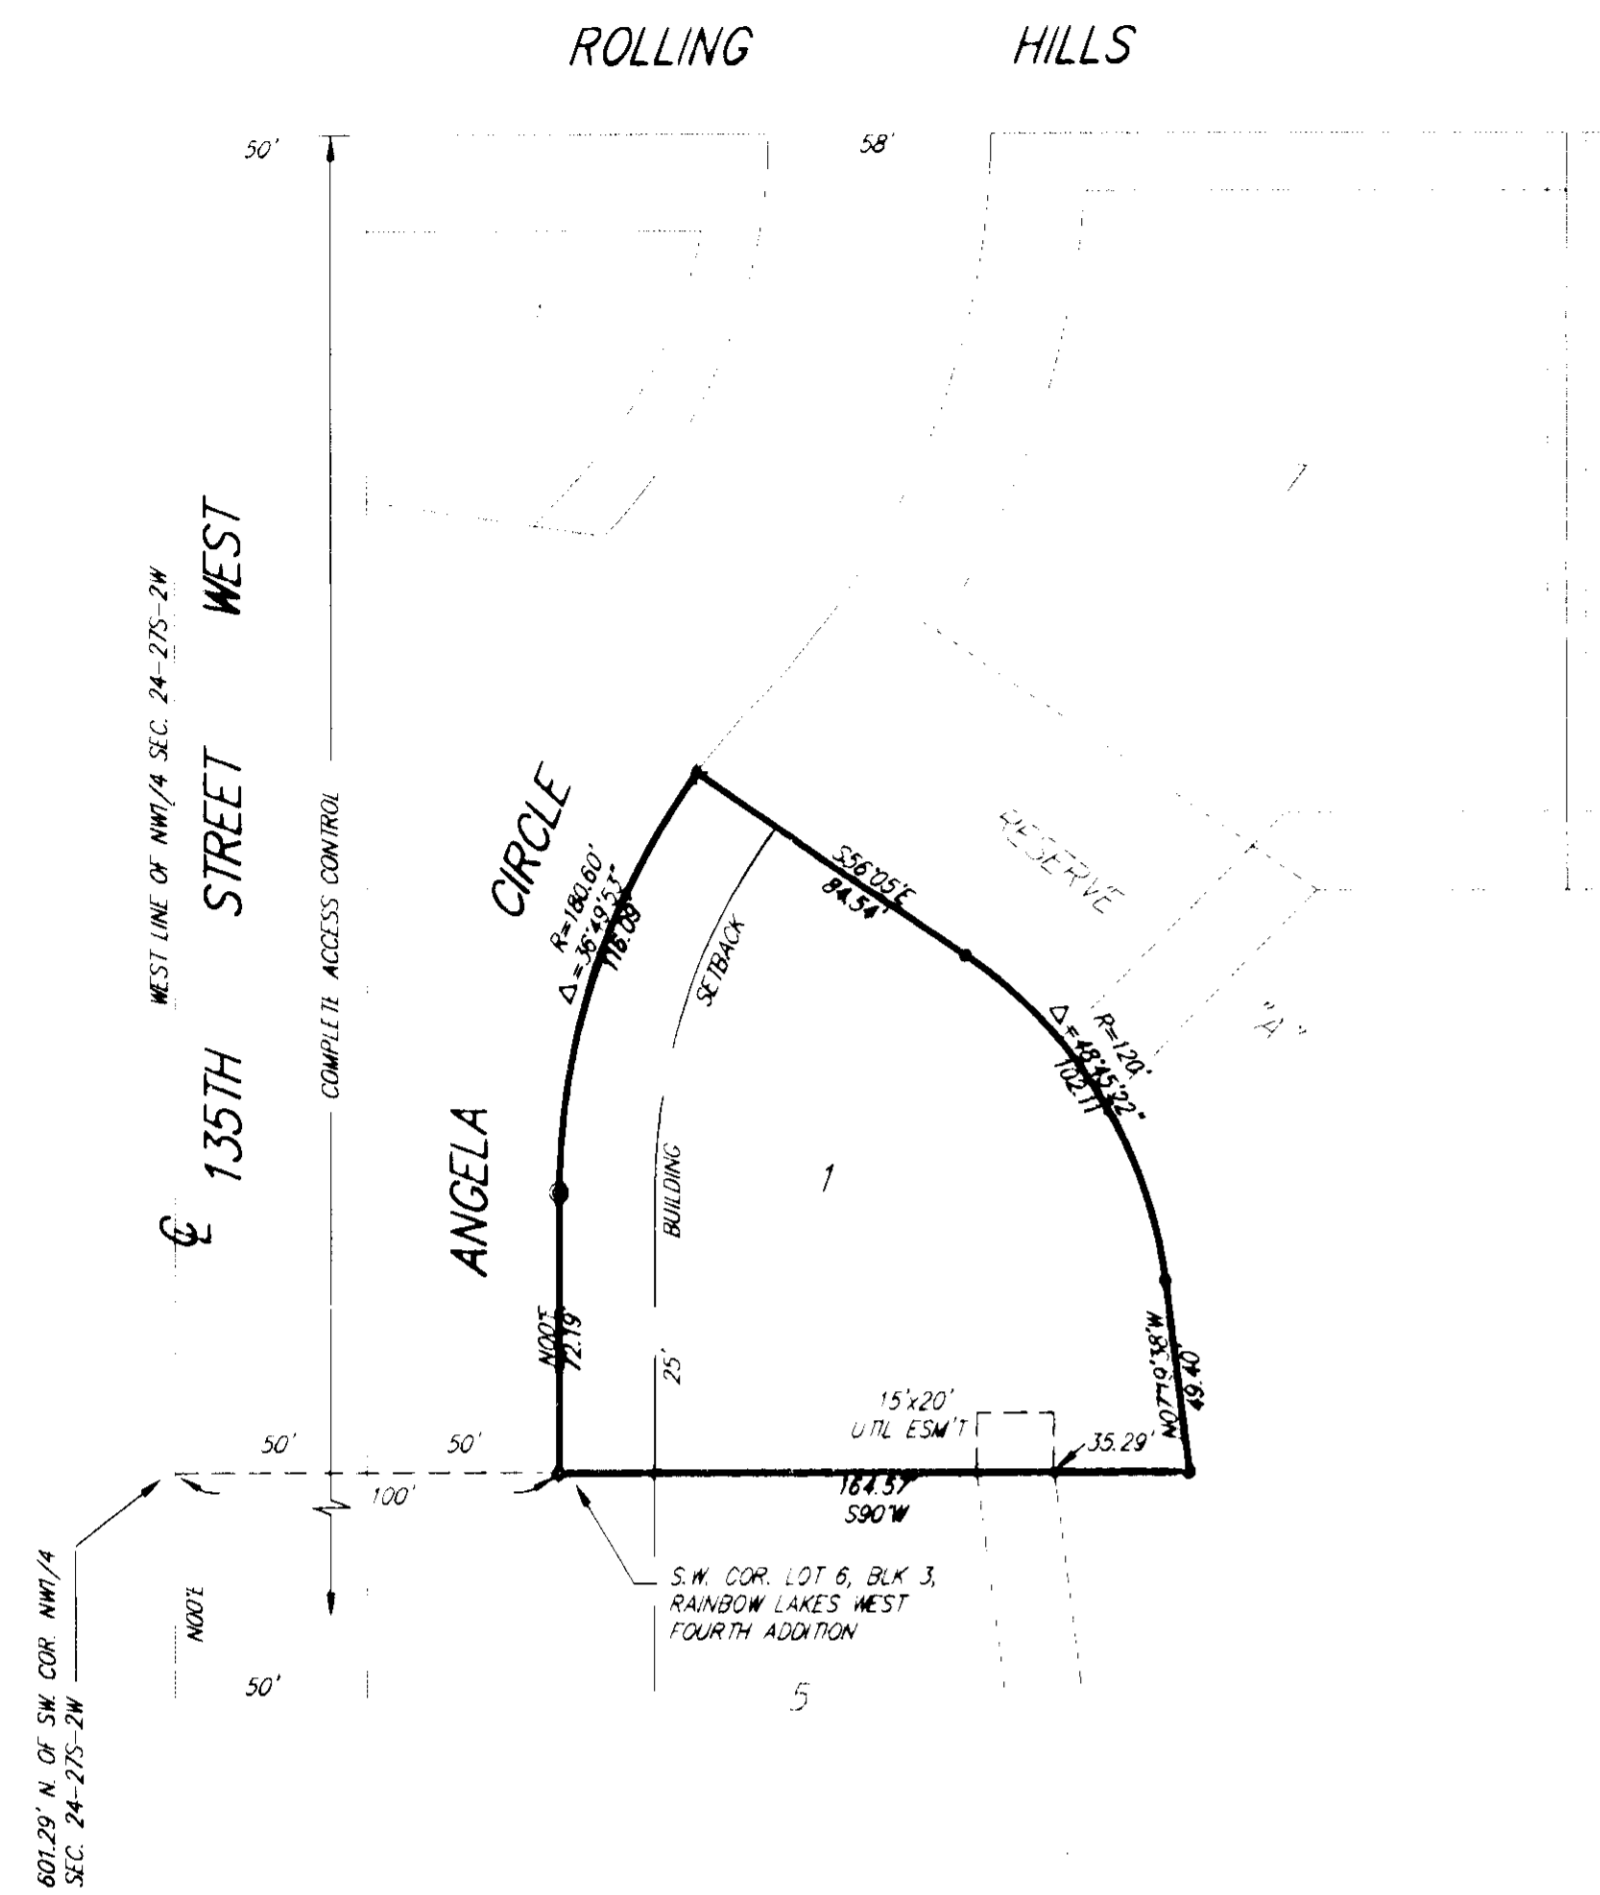 ROLLING HILLS
50'
58'
7
WEST LINE OF NW1/4 SEC. 24-27S-2W
135TH STREET WEST
COMPLETE ACCESS CONTROL
ANGELA CIRCLE
R=180.60'
Δ=36°49'53"
116.09'
S56°05'E
84.54'
RESERVE
"A"
R=120'
Δ=48°45'22"
102.11'
SETBACK
BUILDING
25'
1
℄
N00°E
72.19'
15'x20'
UTIL ESM'T
35.29'
N07°19'38"W
49.40'
50'
50'
100'
164.57'
S90°W
S.W. COR. LOT 6, BLK 3,
RAINBOW LAKES WEST
FOURTH ADDITION
N00°E
50'
5
601.29' N. OF SW. COR. NW1/4
SEC. 24-27S-2W